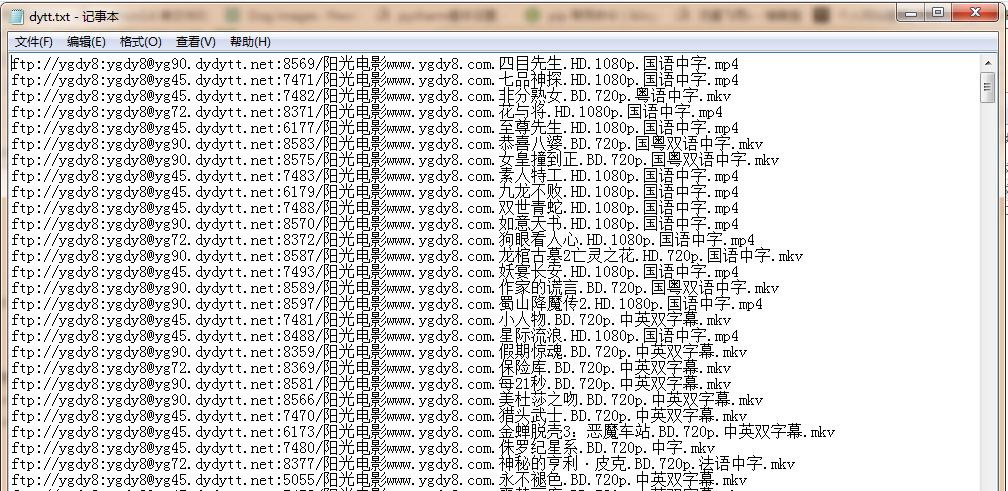 dytt.txt - 记事本
文件(F) 编辑(E) 格式(O) 查看(V) 帮助(H)
ftp://ygdy8:ygdy8@yg90.dydytt.net:8569/阳光电影www.ygdy8.com.四目先生.HD.1080p.国语中字.mp4
ftp://ygdy8:ygdy8@yg45.dydytt.net:7471/阳光电影www.ygdy8.com.七品神探.HD.1080p.国语中字.mp4
ftp://ygdy8:ygdy8@yg45.dydytt.net:7482/阳光电影www.ygdy8.com.非分熟女.BD.720p.粤语中字.mkv
ftp://ygdy8:ygdy8@yg72.dydytt.net:8371/阳光电影www.ygdy8.com.花与将.HD.1080p.国语中字.mp4
ftp://ygdy8:ygdy8@yg45.dydytt.net:6177/阳光电影www.ygdy8.com.至尊先生.HD.1080p.国语中字.mp4
ftp://ygdy8:ygdy8@yg90.dydytt.net:8583/阳光电影www.ygdy8.com.恭喜八婆.BD.720p.国粤双语中字.mkv
ftp://ygdy8:ygdy8@yg90.dydytt.net:8575/阳光电影www.ygdy8.com.女皇撞到正.BD.720p.国粤双语中字.mkv
ftp://ygdy8:ygdy8@yg45.dydytt.net:7483/阳光电影www.ygdy8.com.素人特工.HD.1080p.国语中字.mp4
ftp://ygdy8:ygdy8@yg45.dydytt.net:6179/阳光电影www.ygdy8.com.九龙不败.HD.1080p.国语中字.mp4
ftp://ygdy8:ygdy8@yg45.dydytt.net:7488/阳光电影www.ygdy8.com.双世青蛇.HD.1080p.国语中字.mp4
ftp://ygdy8:ygdy8@yg90.dydytt.net:8570/阳光电影www.ygdy8.com.如意天书.HD.1080p.国语中字.mp4
ftp://ygdy8:ygdy8@yg72.dydytt.net:8372/阳光电影www.ygdy8.com.狗眼看人心.HD.1080p.国语中字.mp4
ftp://ygdy8:ygdy8@yg90.dydytt.net:8587/阳光电影www.ygdy8.com.龙棺古墓2亡灵之花.HD.720p.国语中字.mkv
ftp://ygdy8:ygdy8@yg45.dydytt.net:7493/阳光电影www.ygdy8.com.妖宴长安.HD.1080p.国语中字.mp4
ftp://ygdy8:ygdy8@yg90.dydytt.net:8589/阳光电影www.ygdy8.com.作家的谎言.BD.720p.国粤双语中字.mkv
ftp://ygdy8:ygdy8@yg90.dydytt.net:8597/阳光电影www.ygdy8.com.蜀山降魔传2.HD.1080p.国语中字.mp4
ftp://ygdy8:ygdy8@yg45.dydytt.net:7481/阳光电影www.ygdy8.com.小人物.BD.720p.中英双字幕.mkv
ftp://ygdy8:ygdy8@yg45.dydytt.net:8488/阳光电影www.ygdy8.com.星际流浪.HD.1080p.国语中字.mp4
ftp://ygdy8:ygdy8@yg90.dydytt.net:8359/阳光电影www.ygdy8.com.假期惊魂.BD.720p.中英双字幕.mkv
ftp://ygdy8:ygdy8@yg72.dydytt.net:8369/阳光电影www.ygdy8.com.保险库.BD.720p.中英双字幕.mkv
ftp://ygdy8:ygdy8@yg90.dydytt.net:8581/阳光电影www.ygdy8.com.每21秒.BD.720p.中英双字幕.mkv
ftp://ygdy8:ygdy8@yg90.dydytt.net:8566/阳光电影www.ygdy8.com.美杜莎之吻.BD.720p.中英双字幕.mkv
ftp://ygdy8:ygdy8@yg45.dydytt.net:7470/阳光电影www.ygdy8.com.猎头武士.BD.720p.中英双字幕.mkv
ftp://ygdy8:ygdy8@yg45.dydytt.net:6173/阳光电影www.ygdy8.com.金蝉脱壳3：恶魔车站.BD.720p.中英双字幕.mkv
ftp://ygdy8:ygdy8@yg45.dydytt.net:7480/阳光电影www.ygdy8.com.侏罗纪星系.BD.720p.中字.mkv
ftp://ygdy8:ygdy8@yg72.dydytt.net:8377/阳光电影www.ygdy8.com.神秘的亨利·皮克.BD.720p.法语中字.mkv
ftp://ygdy8:ygdy8@yg45.dydytt.net:5055/阳光电影www.ygdy8.com.永不褪色.BD.720p.中英双字幕.mkv